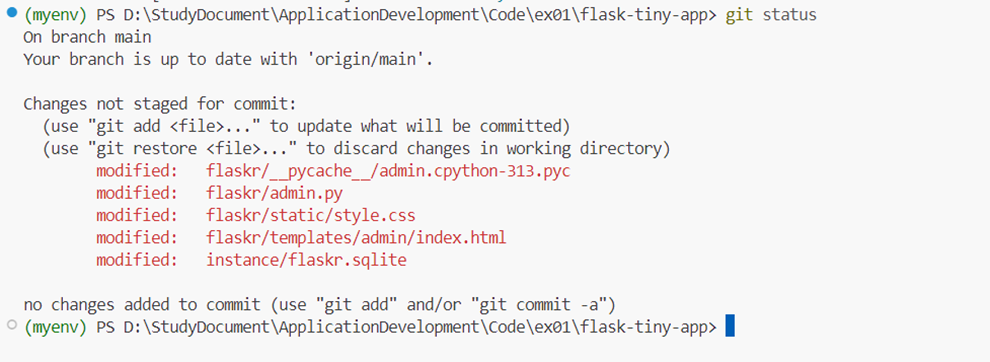 (myenv) PS D:\StudyDocument\ApplicationDevelopment\Code\ex01\flask-tiny-app> git status
On branch main
Your branch is up to date with 'origin/main'.

Changes not staged for commit:
  (use "git add <file>..." to update what will be committed)
  (use "git restore <file>..." to discard changes in working directory)
        modified:   flaskr/__pycache__/admin.cpython-313.pyc
        modified:   flaskr/admin.py
        modified:   flaskr/static/style.css
        modified:   flaskr/templates/admin/index.html
        modified:   instance/flaskr.sqlite

no changes added to commit (use "git add" and/or "git commit -a")
(myenv) PS D:\StudyDocument\ApplicationDevelopment\Code\ex01\flask-tiny-app>